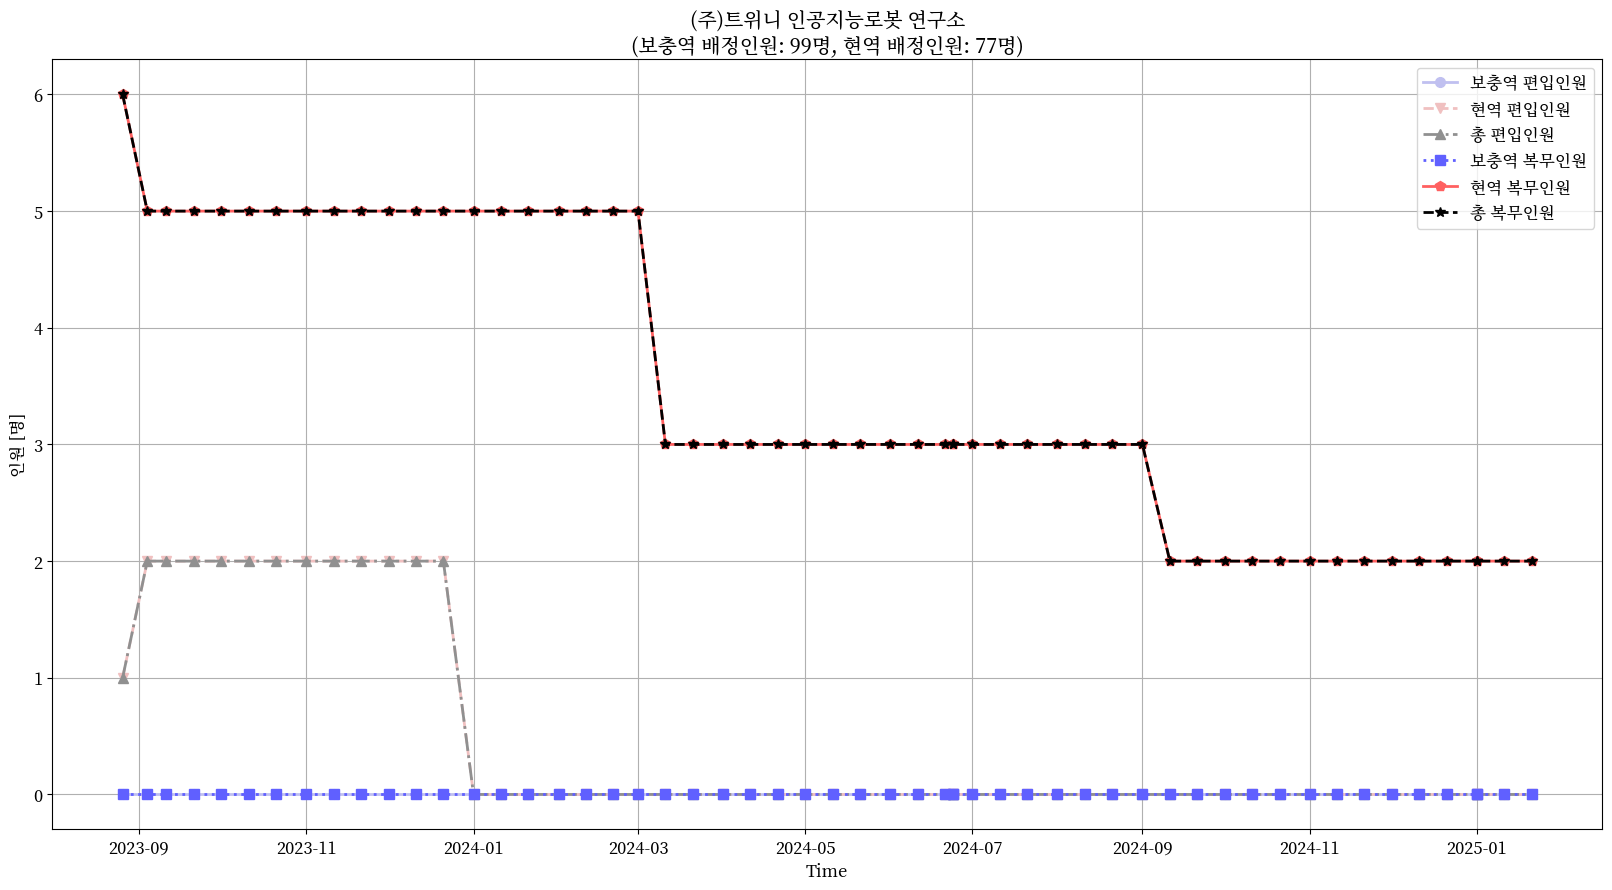 (주)트위니 인공지능로봇 연구소
(보충역 배정인원: 99명, 현역 배정인원: 77명)
보충역 편입인원
현역 편입인원
총 편입인원
보충역 복무인원
현역 복무인원
총 복무인원
인원 [명]
6
5
4
3
2
1
0
2023-09
2023-11
2024-01
2024-03
2024-05
2024-07
2024-09
2024-11
2025-01
Time